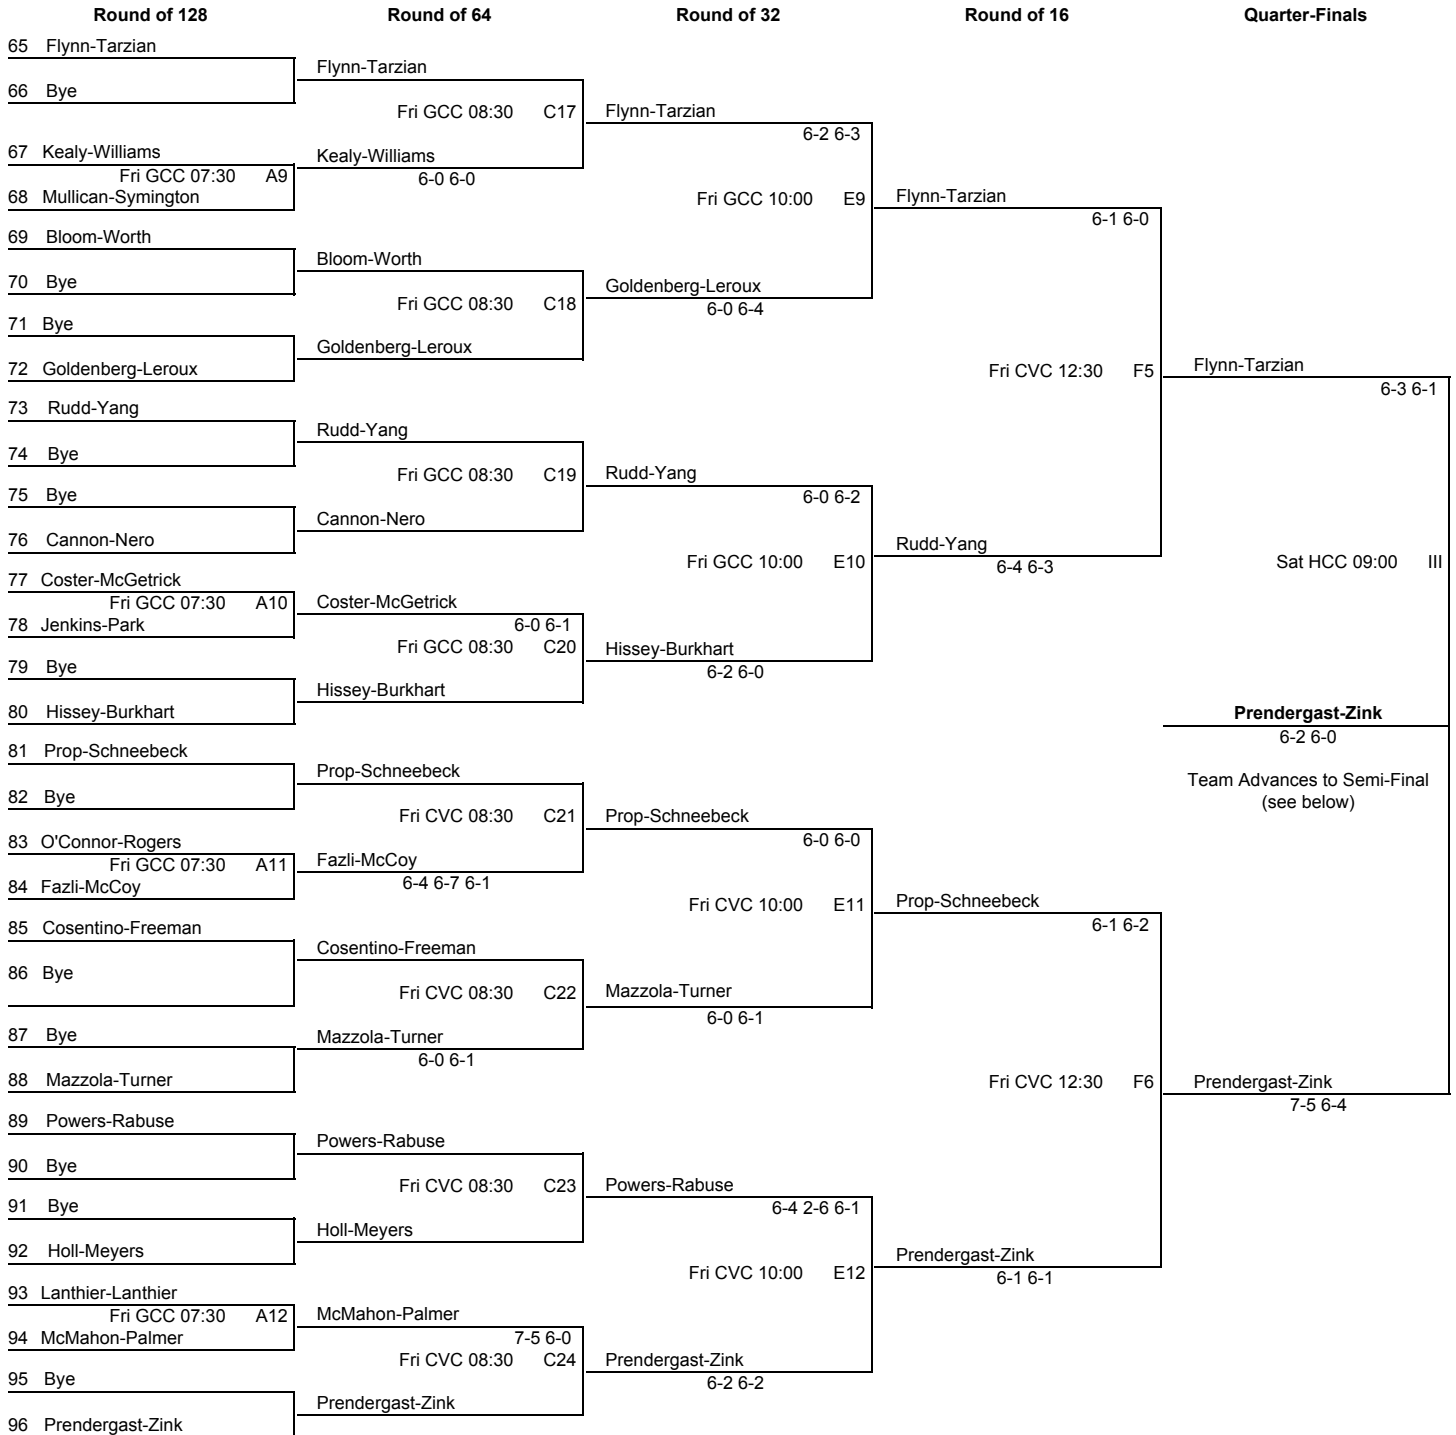 Round of 128 Round of 64 Round of 32 Round of 16 Quarter-Finals
65 Flynn-Tarzian
Flynn-Tarzian
66 Bye
Fri GCC 08:30 C17 Flynn-Tarzian
6-2 6-3
67 Kealy-Williams
Kealy-Williams
Fri GCC 07:30 A9
6-0 6-0
68 Mullican-Symington
Fri GCC 10:00 E9 Flynn-Tarzian
6-1 6-0
69 Bloom-Worth
Bloom-Worth
70 Bye
Goldenberg-Leroux
Fri GCC 08:30 C18
6-0 6-4
71 Bye
Goldenberg-Leroux
72 Goldenberg-Leroux
Fri CVC 12:30 F5 Flynn-Tarzian
6-3 6-1
73 Rudd-Yang
Rudd-Yang
74 Bye
Fri GCC 08:30 C19 Rudd-Yang
6-0 6-2
75 Bye
Cannon-Nero
76 Cannon-Nero
Rudd-Yang
Fri GCC 10:00 E10
6-4 6-3
Sat HCC 09:00 III
77 Coster-McGetrick
Fri GCC 07:30 A10 Coster-McGetrick
78 Jenkins-Park
6-0 6-1
Fri GCC 08:30 C20 Hissey-Burkhart
6-2 6-0
79 Bye
Hissey-Burkhart
80 Hissey-Burkhart
Prendergast-Zink
6-2 6-0
81 Prop-Schneebeck
Prop-Schneebeck
Team Advances to Semi-Final
82 Bye
(see below)
Fri CVC 08:30 C21 Prop-Schneebeck
6-0 6-0
83 O'Connor-Rogers
Fri GCC 07:30 A11 Fazli-McCoy
84 Fazli-McCoy
6-4 6-7 6-1
Fri CVC 10:00 E11 Prop-Schneebeck
6-1 6-2
85 Cosentino-Freeman
Cosentino-Freeman
86 Bye
Fri CVC 08:30 C22 Mazzola-Turner
6-0 6-1
87 Bye
Mazzola-Turner
6-0 6-1
88 Mazzola-Turner
Fri CVC 12:30 F6 Prendergast-Zink
7-5 6-4
89 Powers-Rabuse
Powers-Rabuse
90 Bye
Fri CVC 08:30 C23 Powers-Rabuse
6-4 2-6 6-1
91 Bye
Holl-Meyers
92 Holl-Meyers
Prendergast-Zink
Fri CVC 10:00 E12
6-1 6-1
93 Lanthier-Lanthier
Fri GCC 07:30 A12 McMahon-Palmer
94 McMahon-Palmer
7-5 6-0
Fri CVC 08:30 C24 Prendergast-Zink
6-2 6-2
95 Bye
Prendergast-Zink
96 Prendergast-Zink